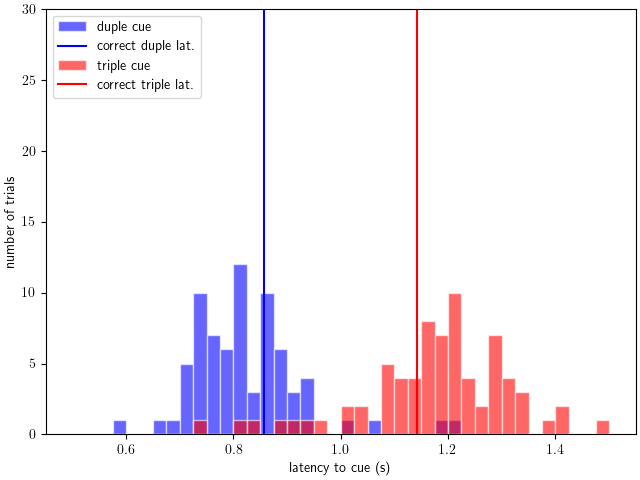 30
25
20
15
10
5
0
number of trials
duple cue
correct duple lat.
triple cue
correct triple lat.
0.6 0.8 1.0 1.2 1.4
latency to cue (s)